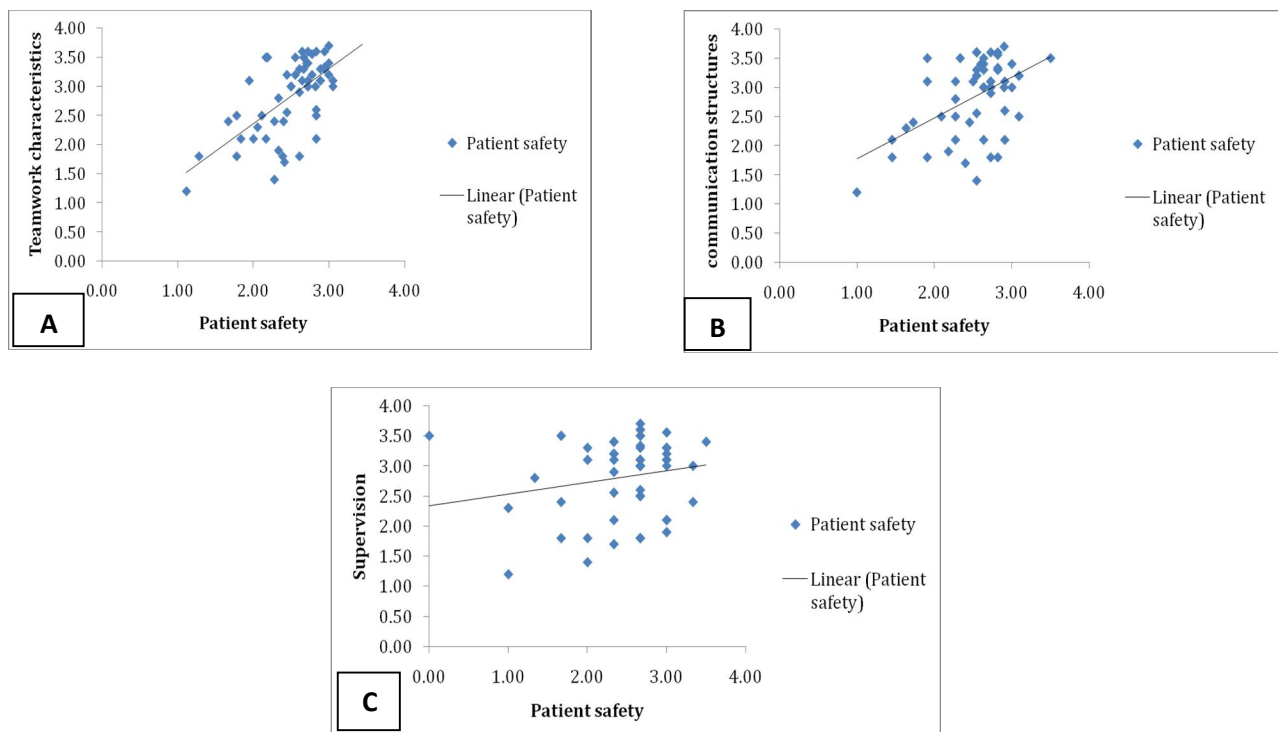 Teamwork characteristics
4.00
3.50
3.00
2.50
2.00
1.50
1.00
0.50
0.00
0.00 1.00 2.00 3.00 4.00
Patient safety
Patient safety
Linear (Patient
safety)
A
communication structures
4.00
3.50
3.00
2.50
2.00
1.50
1.00
0.50
0.00
0.00 1.00 2.00 3.00 4.00
Patient safety
Patient safety
Linear (Patient
safety)
B
Supervision
4.00
3.50
3.00
2.50
2.00
1.50
1.00
0.50
0.00
0.00 1.00 2.00 3.00 4.00
Patient safety
Patient safety
Linear (Patient
safety)
C